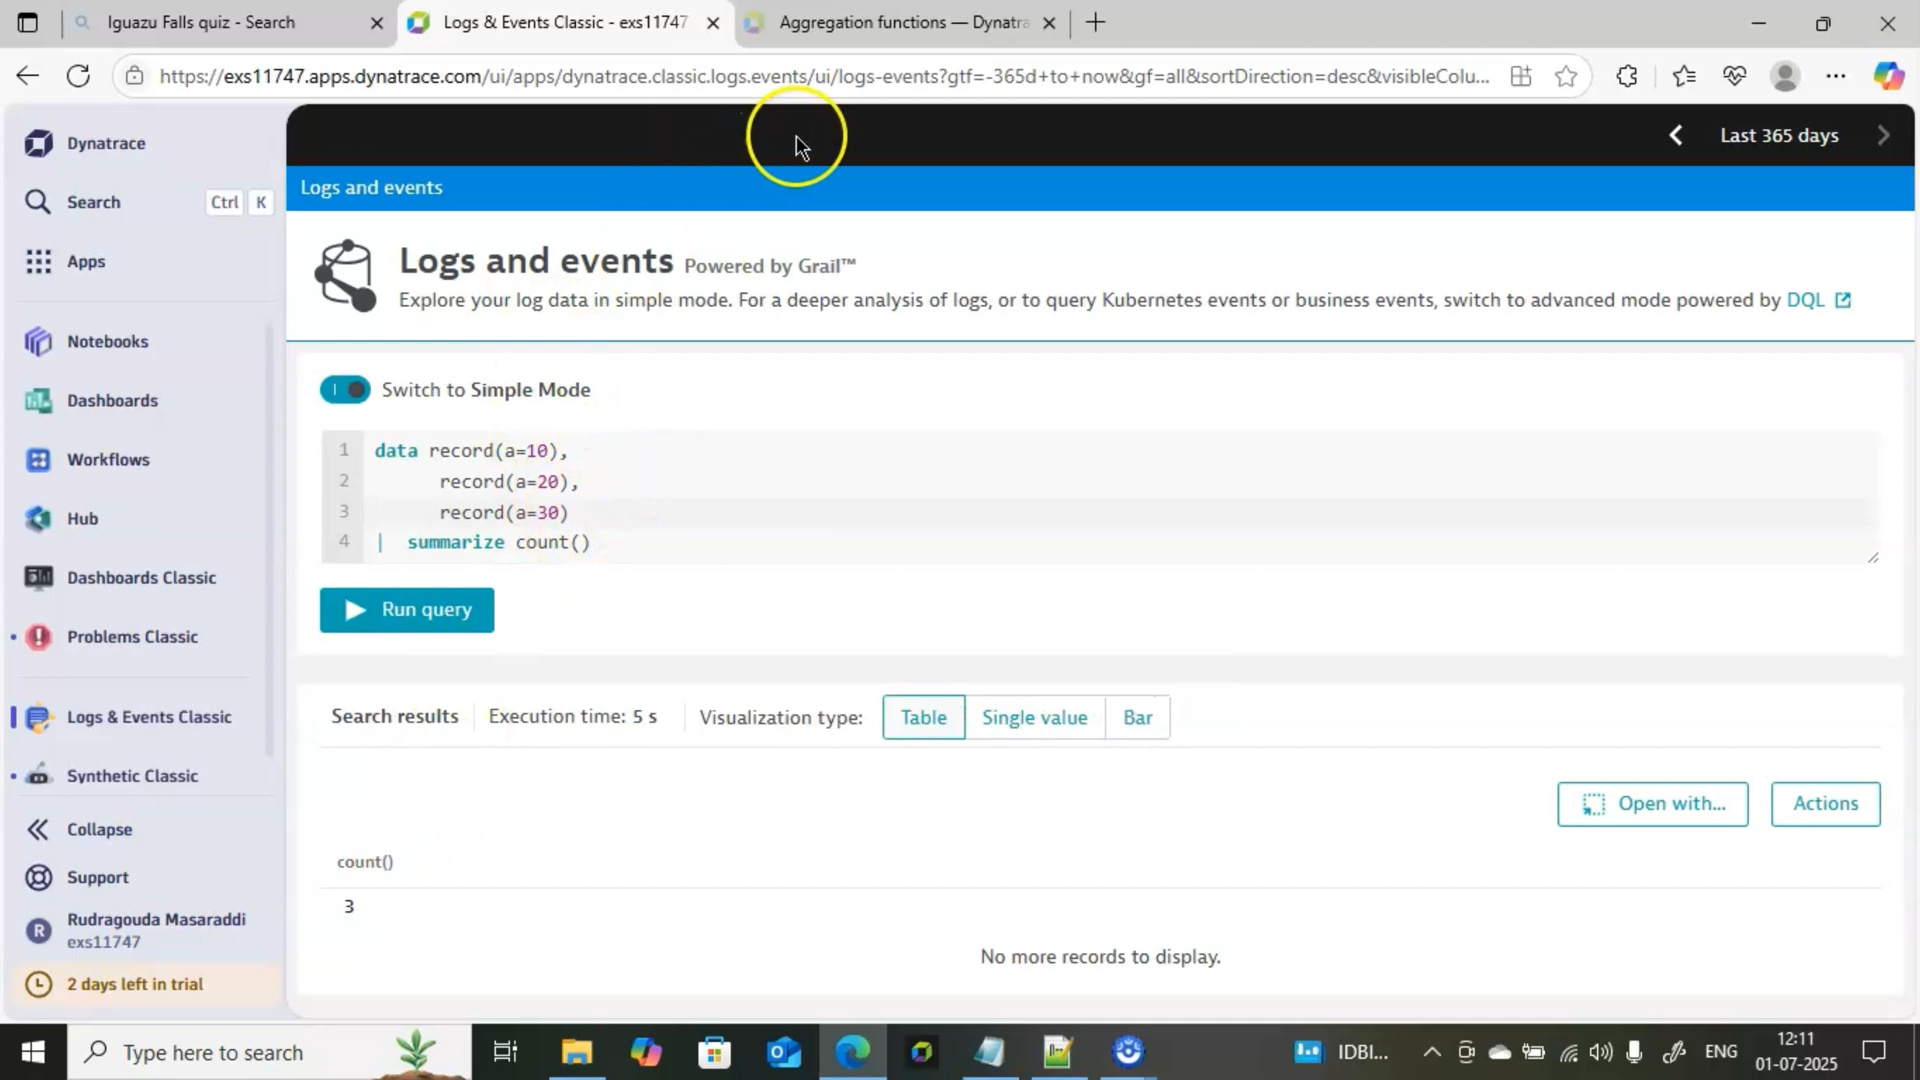 Iguazu Falls quiz - Search
Logs & Events Classic - exs11747
Aggregation functions — Dynatra
https://exs11747.apps.dynatrace.com/ui/apps/dynatrace.classic.logs.events/ui/logs-events?gtf=-365d+to+now&gf=all&sortDirection=desc&visibleColu...
Dynatrace
Search Ctrl K
Apps
Notebooks
Dashboards
Workflows
Hub
Dashboards Classic
Problems Classic
Logs & Events Classic
Synthetic Classic
Collapse
Support
R
Rudragouda Masaraddi
exs11747
2 days left in trial
Last 365 days
Logs and events
Logs and events Powered by Grail™
Explore your log data in simple mode. For a deeper analysis of logs, or to query Kubernetes events or business events, switch to advanced mode powered by DQL
Switch to Simple Mode
1 data record(a=10),
2 record(a=20),
3 record(a=30)
4 | summarize count()
Run query
Search results Execution time: 5 s Visualization type: Table Single value Bar
Open with... Actions
count()
3
No more records to display.
Type here to search
IDBI...
ENG
12:11
01-07-2025